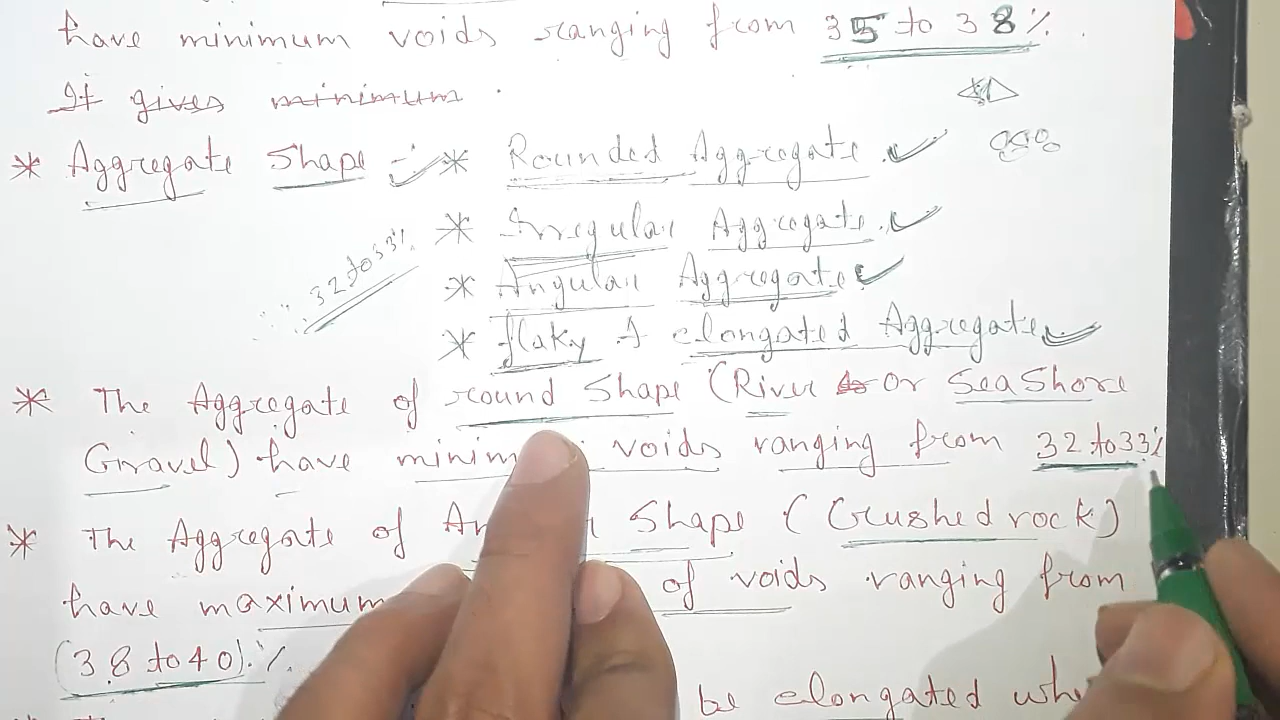 have minimum voids ranging from 35 to 38%.
It gives minimum
* Aggregate Shape - * Rounded Aggregate.
* Irregular Aggregate.
32 to 33%.
* Angular Aggregate
* flaky & elongated Aggregate
* The Aggregate of round Shape (River or Sea Shore
Gravel) have voids ranging from 32 to 33%
* The Aggregate of Shape (Crushed rock)
have maximum of voids ranging from
(38 to 40).%.
be elongated